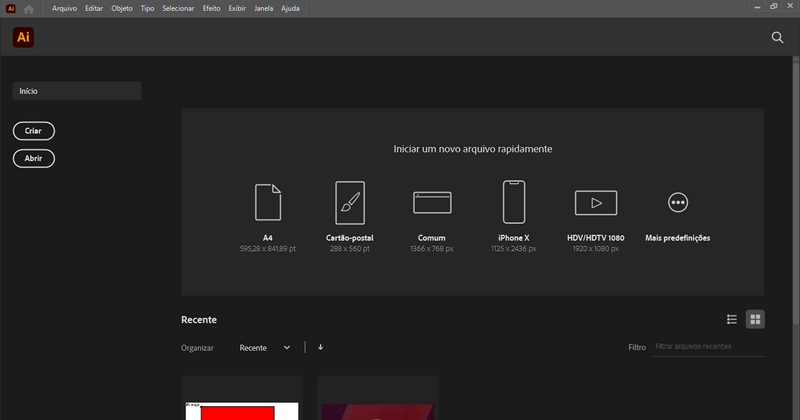 Ai Arquivo Editar Objeto Tipo Selecionar Efeito Exibir Janela Ajuda
Ai
Início
Criar
Abrir
Iniciar um novo arquivo rapidamente
A4 Cartão-postal Comum iPhone X HDV/HDTV 1080 Mais predefinições
595,28 x 841,89 pt 288 x 560 pt 1366 x 768 px 1125 x 2436 px 1920 x 1080 px
Recente
Organizar Recente Filtro Filtrar arquivos recentes